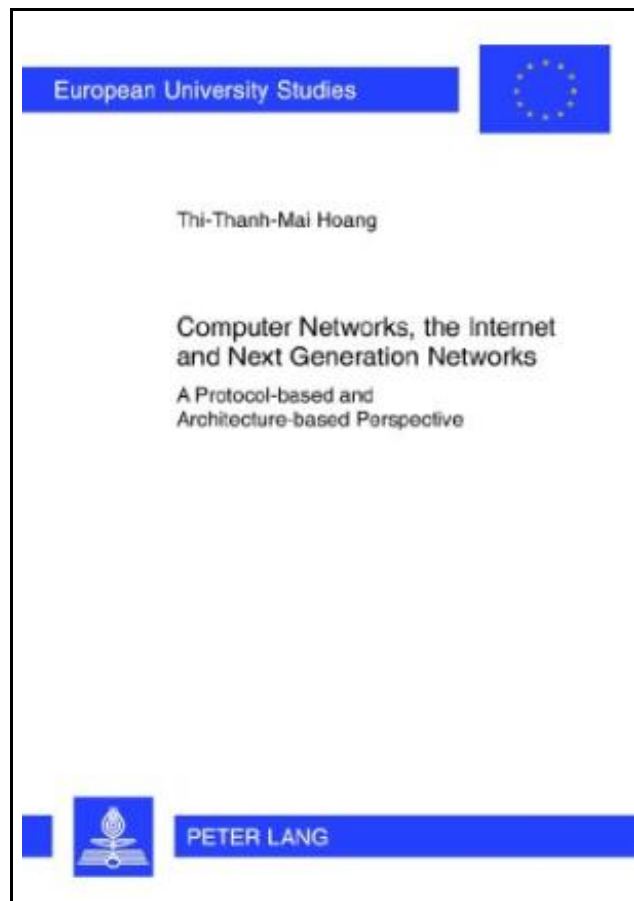 European University Studies
Thi-Thanh-Mai Hoang
Computer Networks, the Internet
and Next Generation Networks
A Protocol-based and
Architecture-based Perspective
PETER LANG